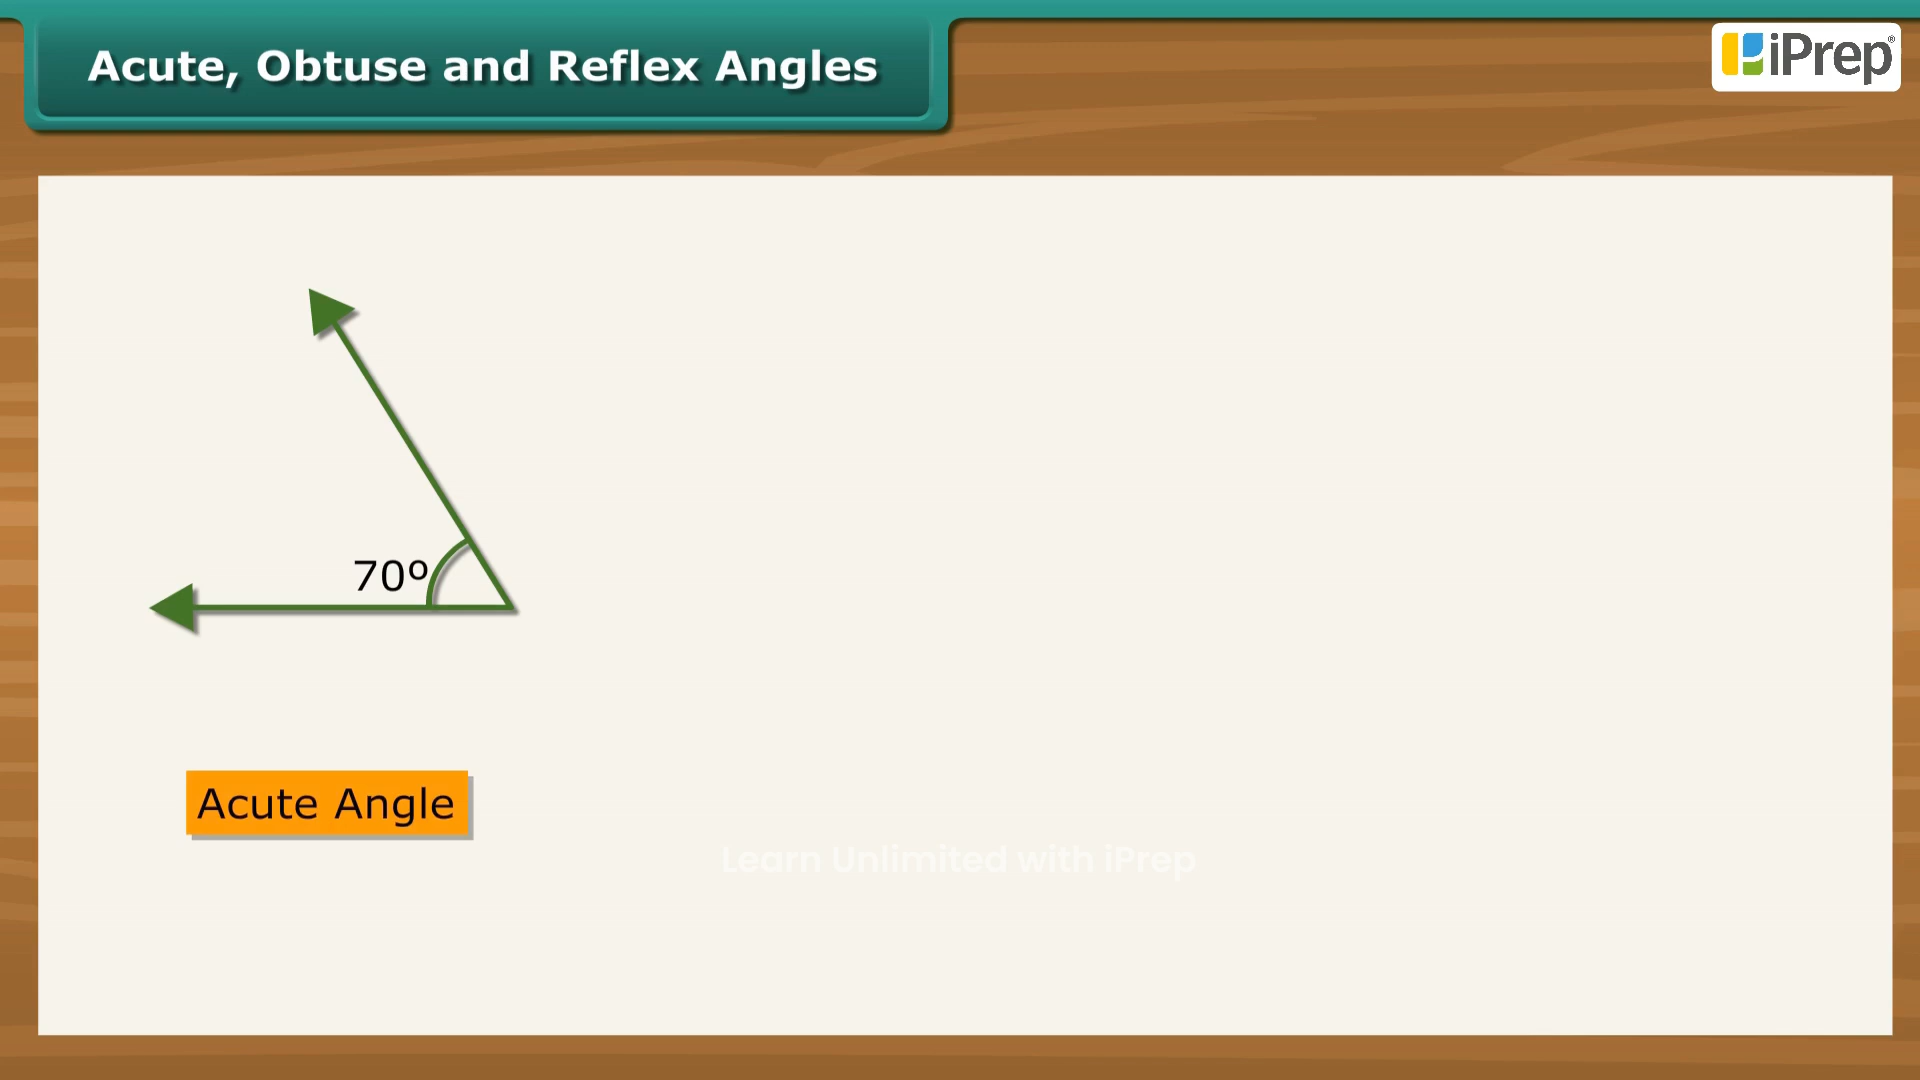 Acute, Obtuse and Reflex Angles
iPrep®
70º
Acute Angle
Learn Unlimited with iPrep